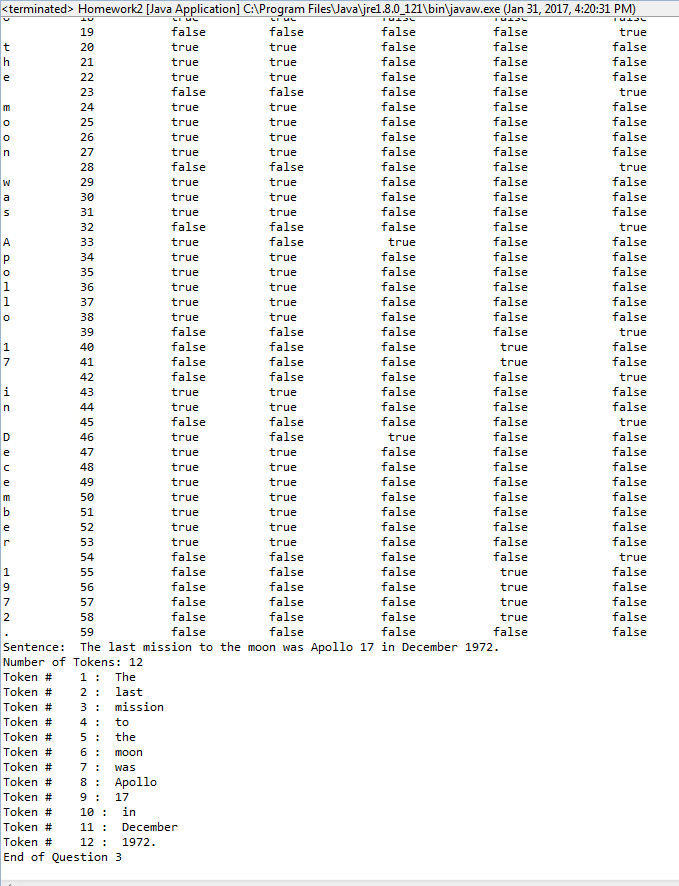 <terminated> Homework2 [Java Application] C:\Program Files\Java\jre1.8.0_121\bin\javaw.exe (Jan 31, 2017, 4:20:31 PM)
o 18 true true false false false
19 false false false false true
t 20 true true false false false
h 21 true true false false false
e 22 true true false false false
23 false false false false true
m 24 true true false false false
o 25 true true false false false
o 26 true true false false false
n 27 true true false false false
28 false false false false true
w 29 true true false false false
a 30 true true false false false
s 31 true true false false false
32 false false false false true
A 33 true false true false false
p 34 true true false false false
o 35 true true false false false
l 36 true true false false false
l 37 true true false false false
o 38 true true false false false
39 false false false false true
1 40 false false false true false
7 41 false false false true false
42 false false false false true
i 43 true true false false false
n 44 true true false false false
45 false false false false true
D 46 true false true false false
e 47 true true false false false
c 48 true true false false false
e 49 true true false false false
m 50 true true false false false
b 51 true true false false false
e 52 true true false false false
r 53 true true false false false
54 false false false false true
1 55 false false false true false
9 56 false false false true false
7 57 false false false true false
2 58 false false false true false
. 59 false false false false false
Sentence:  The last mission to the moon was Apollo 17 in December 1972.
Number of Tokens: 12
Token # 1 : The
Token # 2 : last
Token # 3 : mission
Token # 4 : to
Token # 5 : the
Token # 6 : moon
Token # 7 : was
Token # 8 : Apollo
Token # 9 : 17
Token # 10 : in
Token # 11 : December
Token # 12 : 1972.
End of Question 3